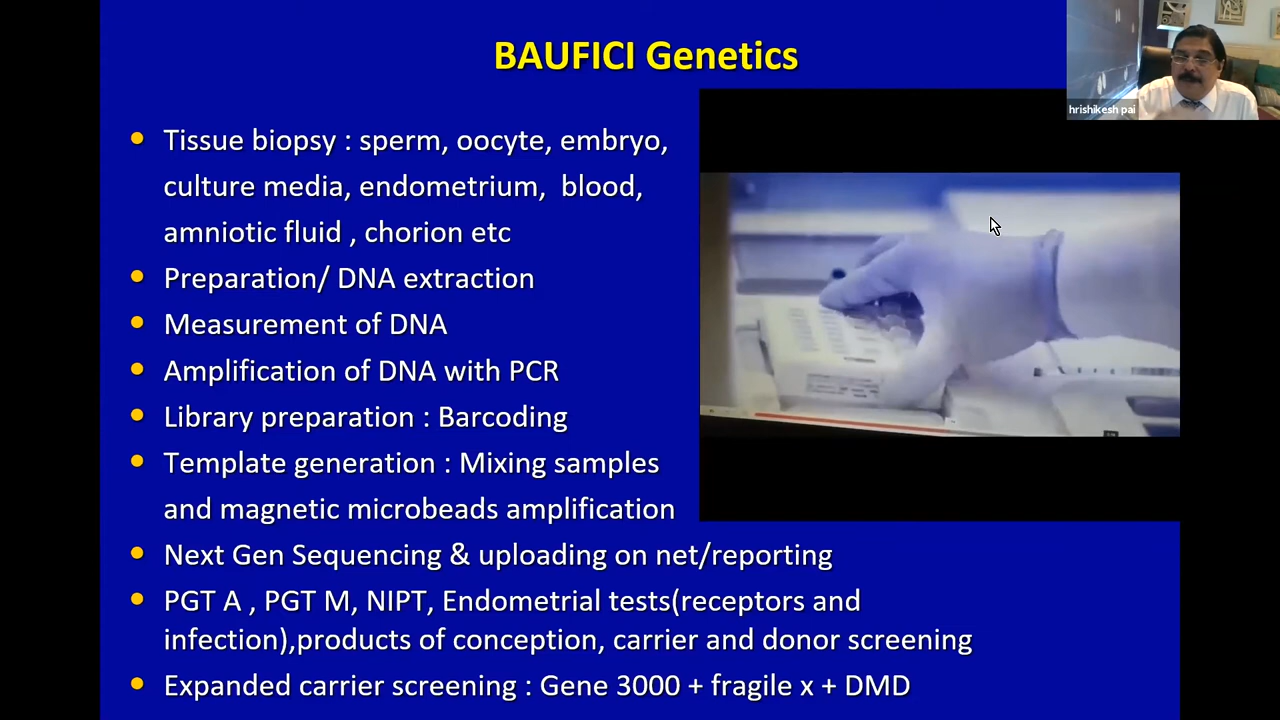 BAUFICI Genetics
hrishikesh pai
Tissue biopsy : sperm, oocyte, embryo,
culture media, endometrium, blood,
amniotic fluid , chorion etc
Preparation/ DNA extraction
Measurement of DNA
Amplification of DNA with PCR
Library preparation : Barcoding
Template generation : Mixing samples
and magnetic microbeads amplification
Next Gen Sequencing & uploading on net/reporting
PGT A , PGT M, NIPT, Endometrial tests(receptors and
infection),products of conception, carrier and donor screening
Expanded carrier screening : Gene 3000 + fragile x + DMD